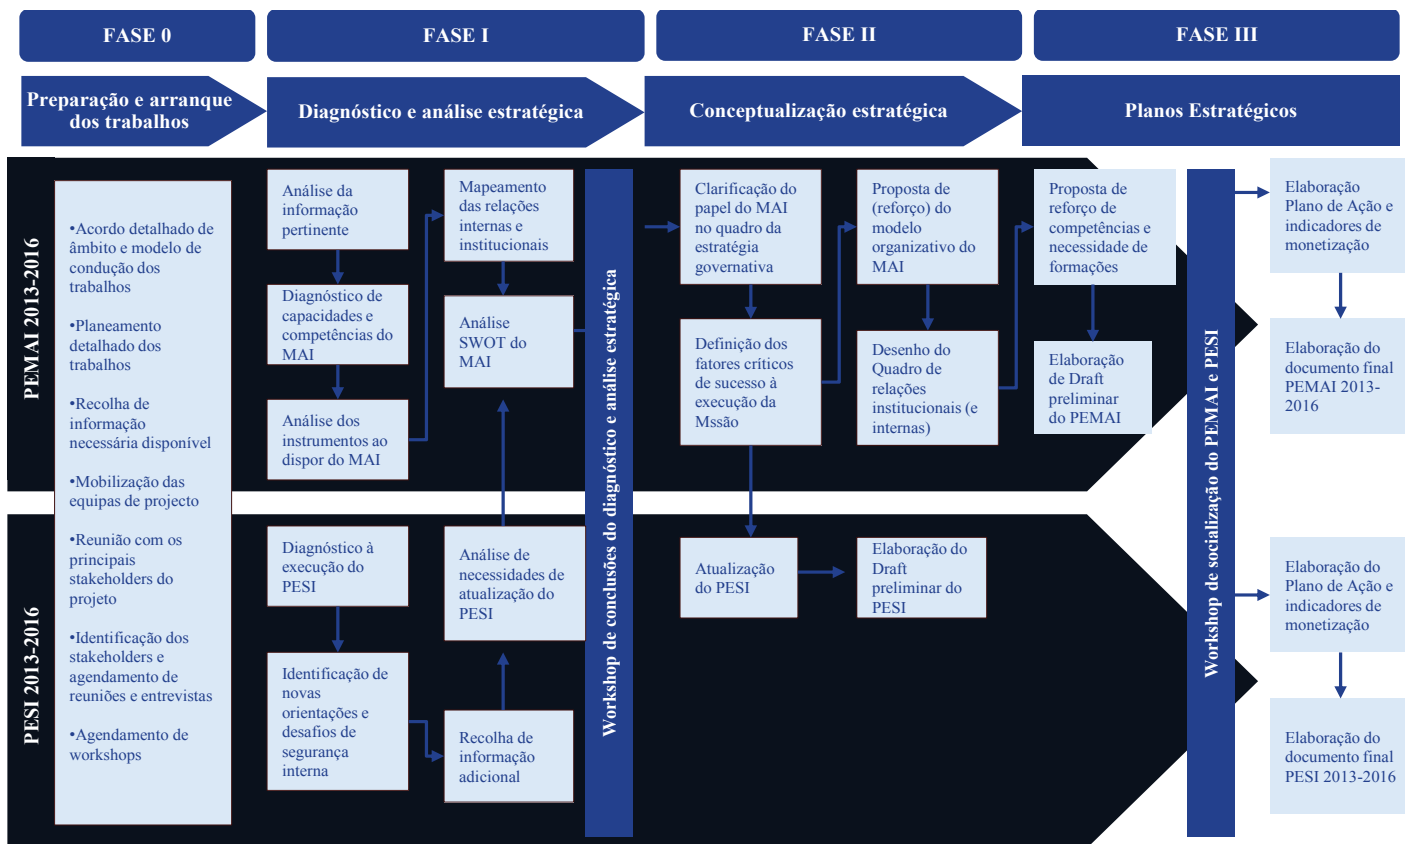 FASE 0
FASE I
FASE II
FASE III
Preparação e arranque
dos trabalhos
Diagnóstico e análise estratégica
Conceptualização estratégica
Planos Estratégicos
PEMAI 2013-2016
PESI 2013-2016
•Acordo detalhado de
âmbito e modelo de
condução dos
trabalhos
•Planeamento
detalhado dos
trabalhos
•Recolha de
informação
necessária disponível
•Mobilização das
equipas de projecto
•Reunião com os
principais
stakeholders do
projeto
•Identificação dos
stakeholders e
agendamento de
reuniões e entrevistas
•Agendamento de
workshops
Análise da
informação
pertinente
Diagnóstico de
capacidades e
competências do
MAI
Análise dos
instrumentos ao
dispor do MAI
Mapeamento
das relações
internas e
institucionais
Análise
SWOT do
MAI
Diagnóstico à
execução do
PESI
Identificação de
novas
orientações e
desafios de
segurança
interna
Análise de
necessidades de
atualização do
PESI
Recolha de
informação
adicional
Workshop de conclusões do diagnóstico e análise estratégica
Clarificação do
papel do MAI
no quadro da
estratégia
governativa
Definição dos
fatores críticos
de sucesso à
execução da
Mssão
Proposta de
(reforço) do
modelo
organizativo do
MAI
Desenho do
Quadro de
relações
institucionais (e
internas)
Atualização
do PESI
Elaboração do
Draft
preliminar do
PESI
Proposta de
reforço de
competências e
necessidade de
formações
Elaboração
de Draft
preliminar
do PEMAI
Workshop de socialização do PEMAI e PESI
Elaboração
Plano de Ação e
indicadores de
monetização
Elaboração do
documento final
PEMAI 2013-
2016
Elaboração do
Plano de Ação e
indicadores de
monetização
Elaboração do
documento final
PESI 2013-2016